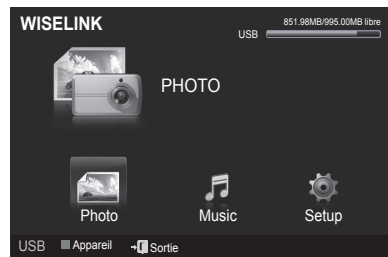 WISELINK
851.98MB/995.00MB libre
USB
PHOTO
Photo Music Setup
USB Appareil Sortie